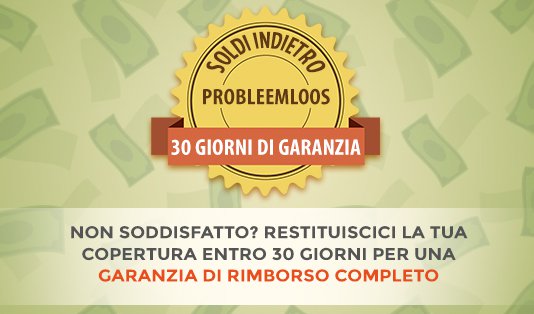 SOLDI INDIETRO
PROBLEEMLOOS
30 GIORNI DI GARANZIA
NON SODDISFATTO? RESTITUISCICI LA TUA
COPERTURA ENTRO 30 GIORNI PER UNA
GARANZIA DI RIMBORSO COMPLETO